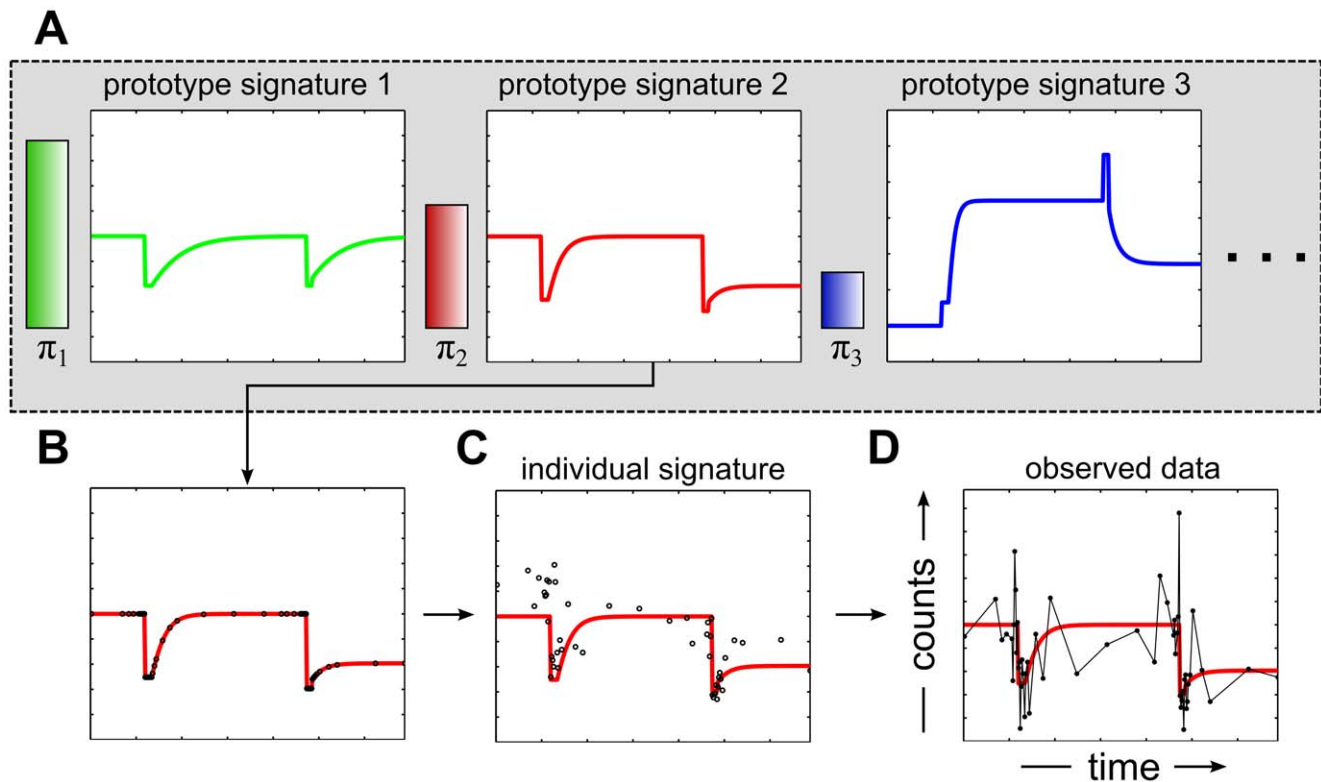 A
prototype signature 1
prototype signature 2
prototype signature 3
π1
π2
π3
B
C
D
individual signature
observed data
counts
time